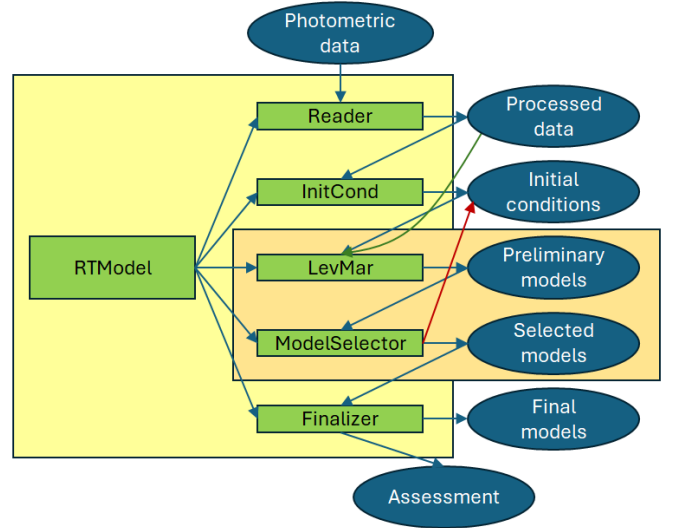 Photometric
data
Reader
Processed
data
InitCond
Initial
conditions
RTModel
LevMar
Preliminary
models
ModelSelector
Selected
models
Finalizer
Final
models
Assessment